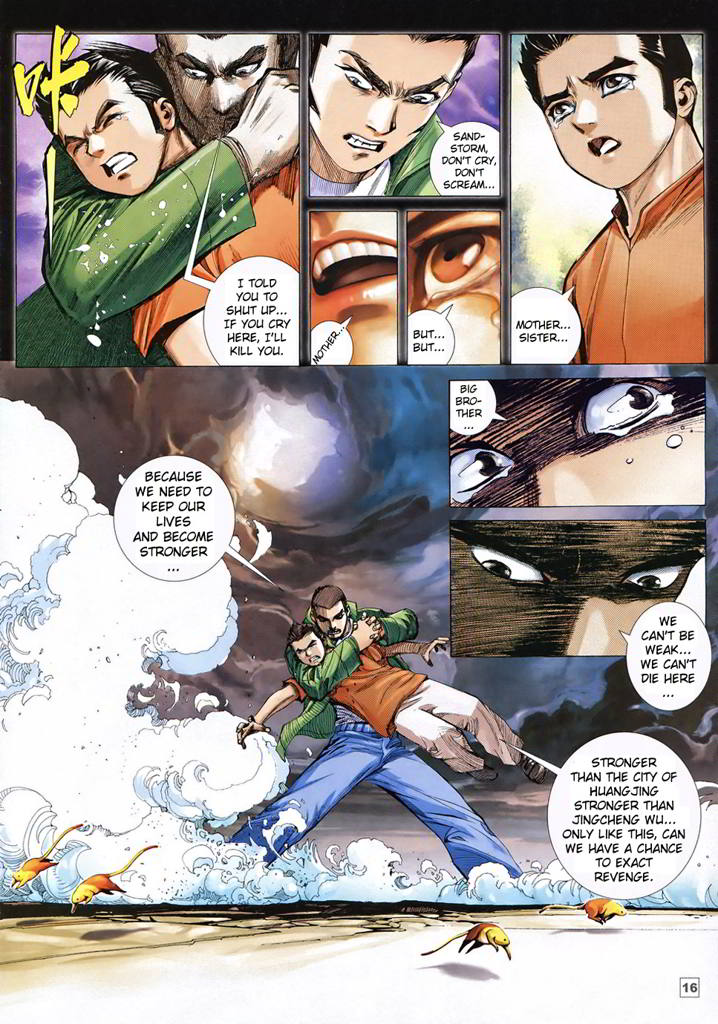 咔
I TOLD
YOU TO
SHUT UP...
IF YOU CRY
HERE, I'LL
KILL YOU.
SAND-
STORM,
DON'T CRY,
DON'T
SCREAM...
MOTHER...
BUT...
BUT...
MOTHER...
SISTER...
BIG
BRO-
THER
...
BECAUSE
WE NEED TO
KEEP OUR
LIVES
AND BECOME
STRONGER
...
WE
CAN'T BE
WEAK...
WE CAN'T
DIE HERE
...
STRONGER
THAN THE CITY OF
HUANGJING
STRONGER THAN
JINGCHENG WU...
ONLY LIKE THIS, CAN
WE HAVE A CHANCE
TO EXACT
REVENGE.
16